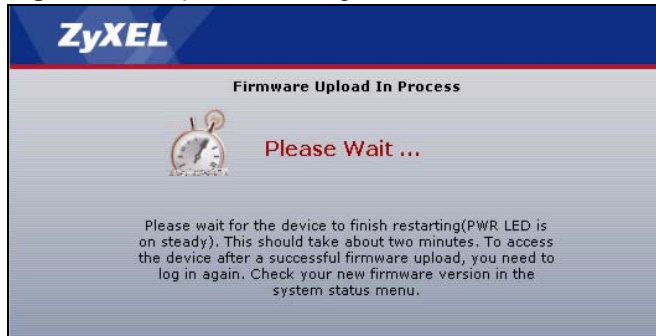 ZyXEL
Firmware Upload In Process
Please Wait ...
Please wait for the device to finish restarting(PWR LED is
on steady). This should take about two minutes. To access
the device after a successful firmware upload, you need to
log in again. Check your new firmware version in the
system status menu.